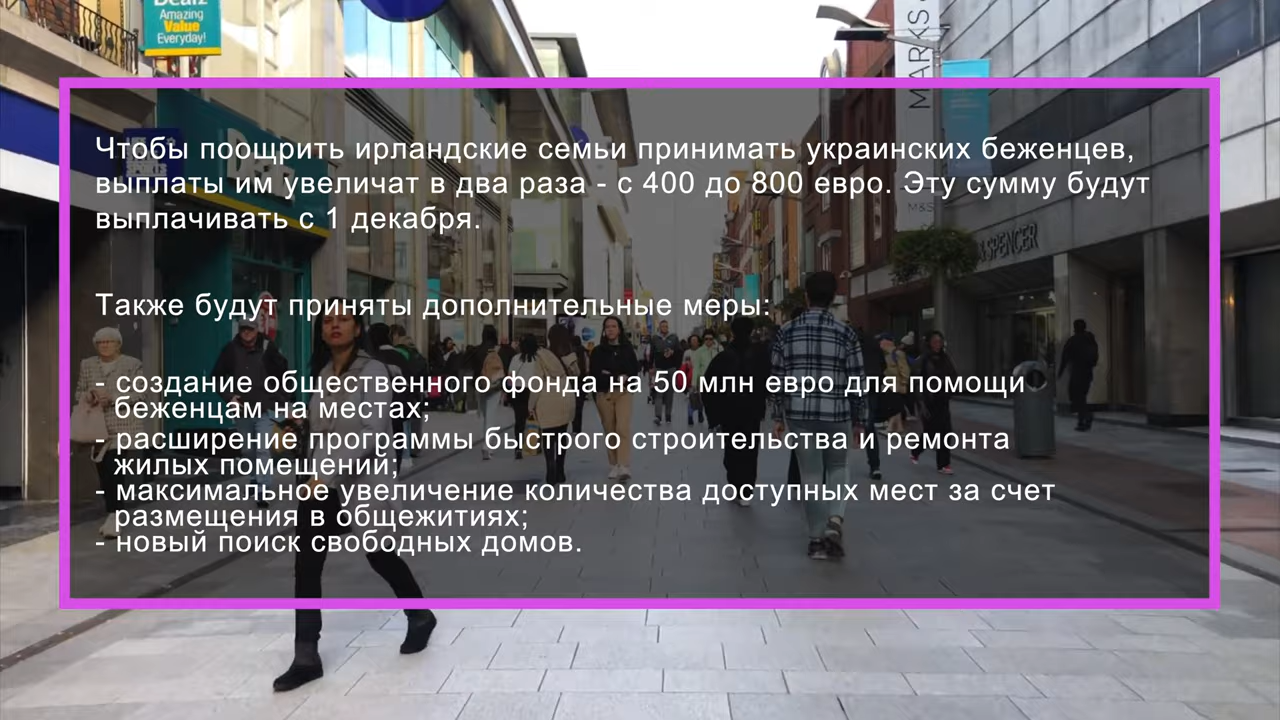 Dealz
Amazing
Value
Everyday!
MARKS
Чтобы поощрить ирландские семьи принимать украинских беженцев,
выплаты им увеличат в два раза - с 400 до 800 евро. Эту сумму будут
выплачивать с 1 декабря.
M&S
& SPENCER
Также будут приняты дополнительные меры:
- создание общественного фонда на 50 млн евро для помощи
беженцам на местах;
- расширение программы быстрого строительства и ремонта
жилых помещений;
- максимальное увеличение количества доступных мест за счет
размещения в общежитиях;
- новый поиск свободных домов.